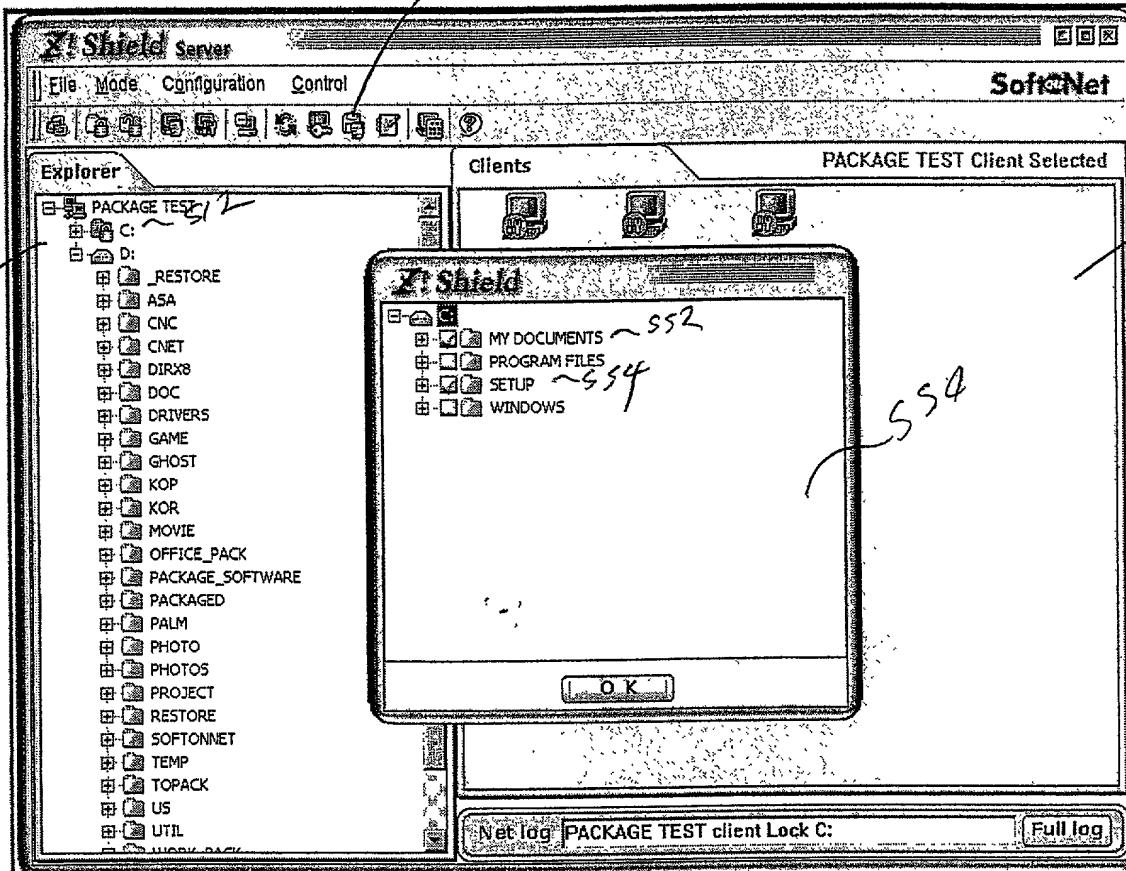 Z! Shield Server
File Mode Configuration Control
SoftOnNet
Explorer
Clients
PACKAGE TEST Client Selected
PACKAGE TEST
C: ~ 512
D:
_RESTORE
ASA
CNC
CNET
DIRX8
DOC
DRIVERS
GAME
GHOST
KOP
KOR
MOVIE
OFFICE_PACK
PACKAGE_SOFTWARE
PACKAGED
PALM
PHOTO
PHOTOS
PROJECT
RESTORE
SOFTONNET
TEMP
TOPACK
US
UTIL
Z! Shield
C:
MY DOCUMENTS ~552
PROGRAM FILES
SETUP ~554
WINDOWS
OK
Net log PACKAGE TEST client Lock C:
Full log